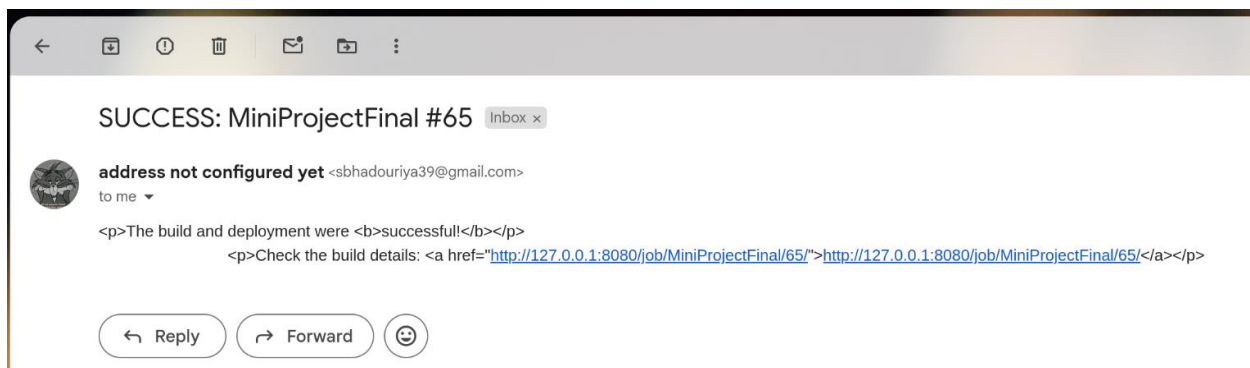 SUCCESS: MiniProjectFinal #65 Inbox ×
address not configured yet <sbhadouriya39@gmail.com>
to me
<p>The build and deployment were <b>successful!</b></p>
<p>Check the build details: <a href="http://127.0.0.1:8080/job/MiniProjectFinal/65/">http://127.0.0.1:8080/job/MiniProjectFinal/65/</a></p>
Reply Forward